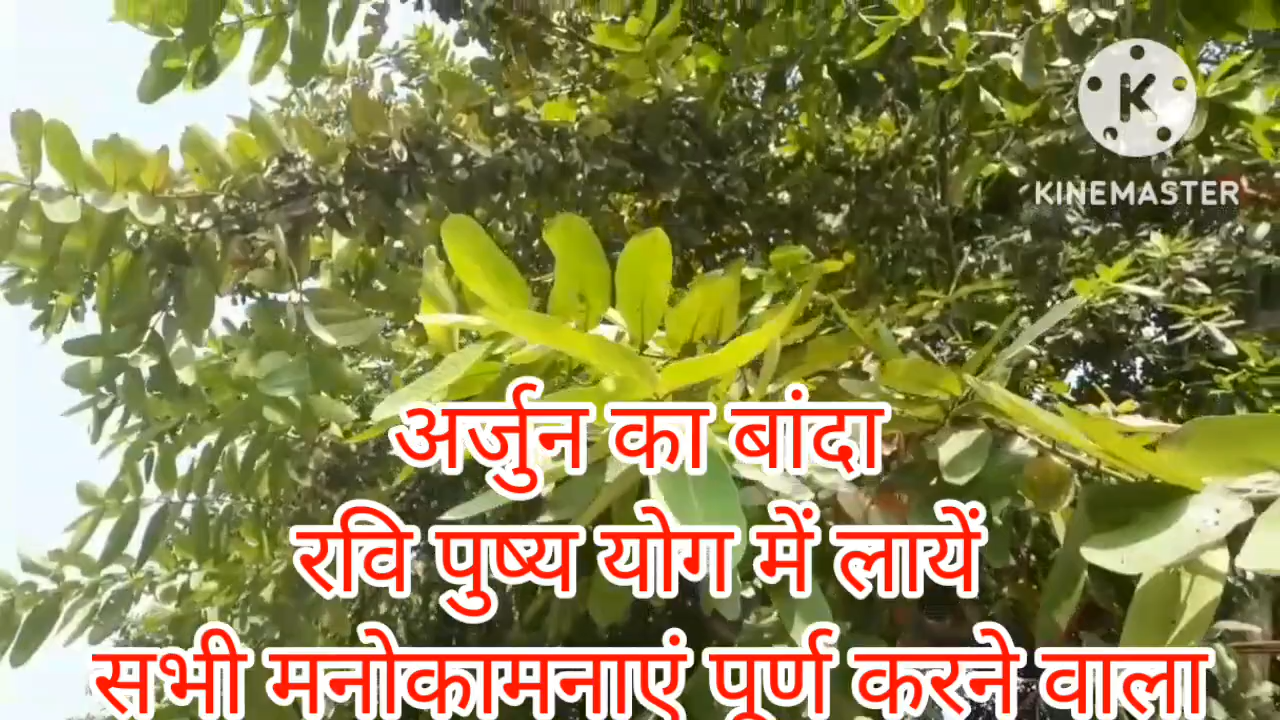 K
KINEMASTER
अर्जुन का बांदा
रवि पुष्य योग में लायें
सभी मनोकामनाएं पूर्ण करने वाला